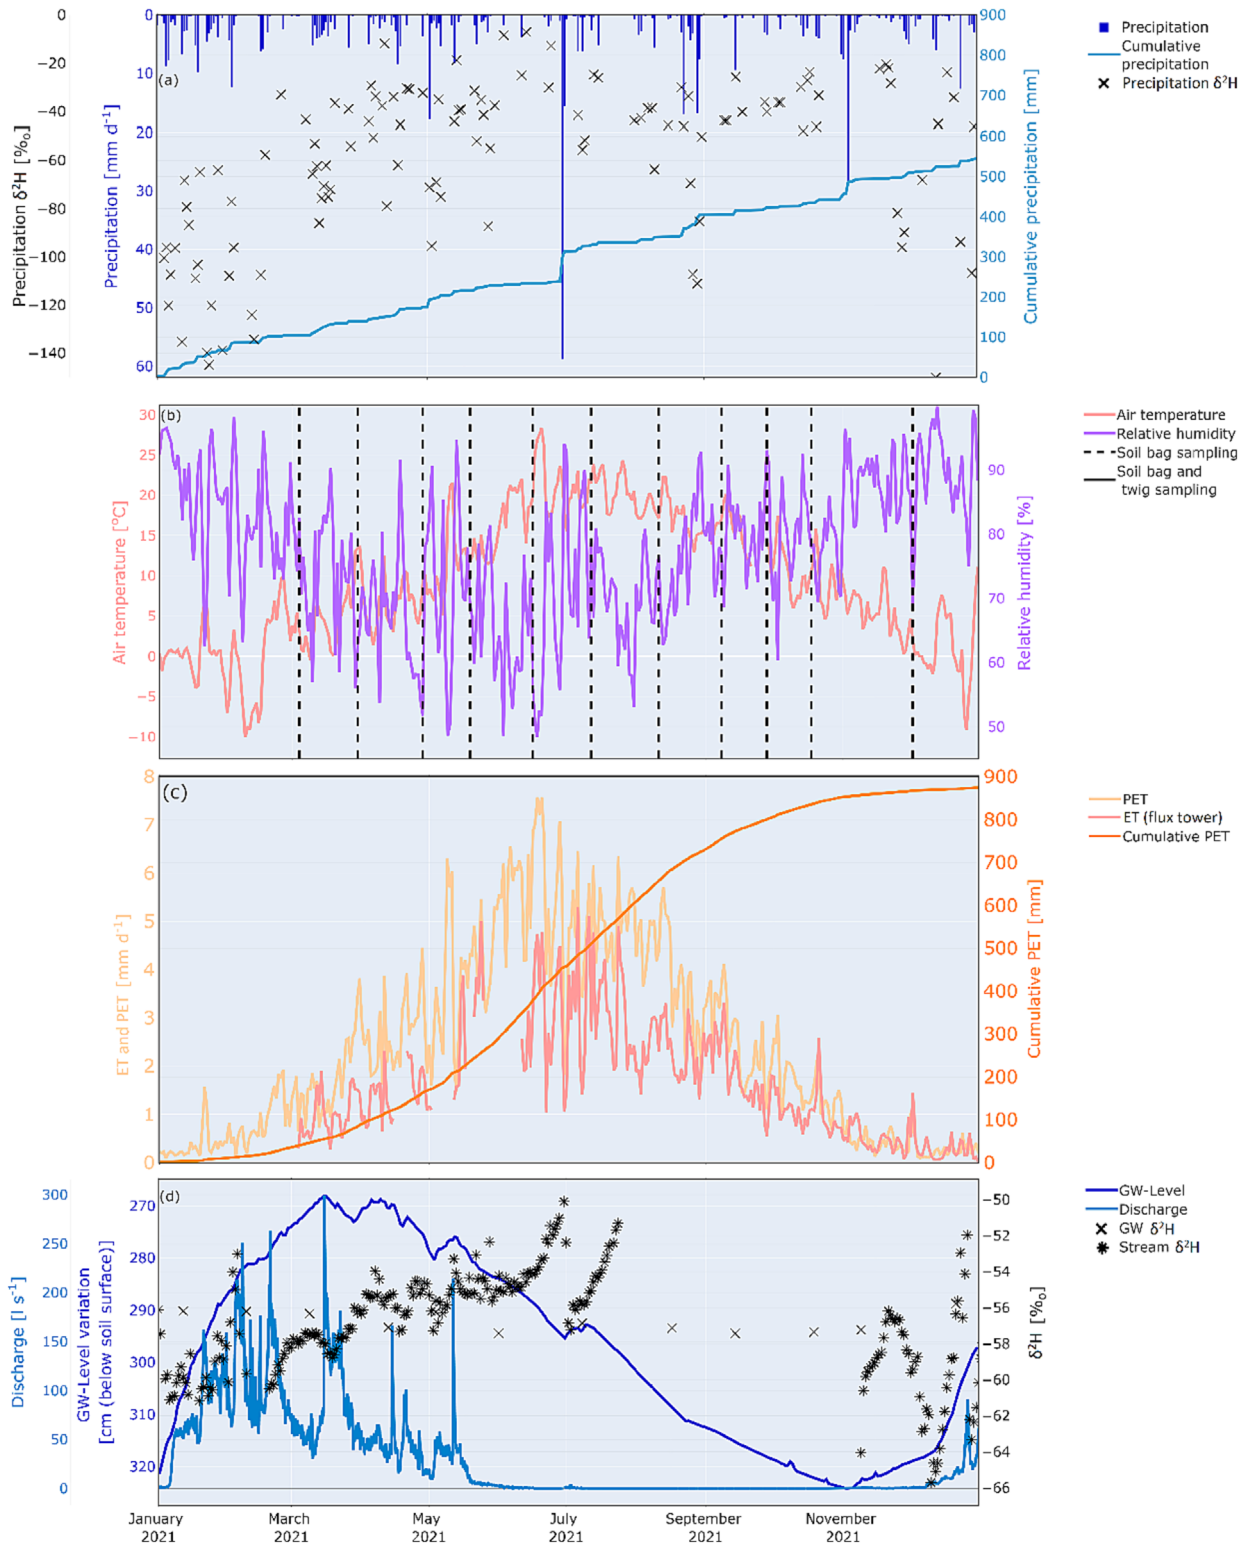 0
−20
−40
−60
−80
−100
−120
−140
Precipitation δ²H [‰]
0
10
20
30
40
50
60
Precipitation [mm d⁻¹]
(a)
900
800
700
600
500
400
300
200
100
0
Cumulative precipitation [mm]
Precipitation
Cumulative
precipitation
Precipitation δ²H
30
25
20
15
10
5
0
−5
−10
Air temperature [°C]
(b)
90
80
70
60
50
Relative humidity [%]
Air temperature
Relative humidity
Soil bag sampling
Soil bag and
twig sampling
8
7
6
5
4
3
2
1
0
ET and PET [mm d⁻¹]
(c)
900
800
700
600
500
400
300
200
100
0
Cumulative PET [mm]
PET
ET (flux tower)
Cumulative PET
300
250
200
150
100
50
0
Discharge [l s⁻¹]
270
280
290
300
310
320
GW-Level variation
[cm (below soil surface)]
(d)
−50
−52
−54
−56
−58
−60
−62
−64
−66
δ²H [‰]
GW-Level
Discharge
GW δ²H
Stream δ²H
January
2021
March
2021
May
2021
July
2021
September
2021
November
2021